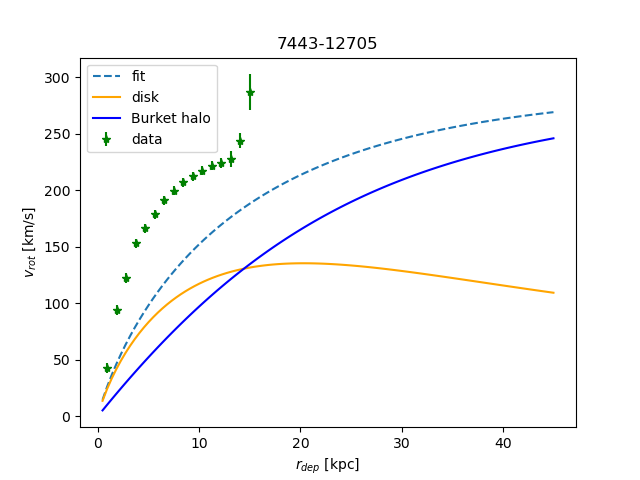 7443-12705
fit
disk
Burket halo
data
300
250
200
150
100
50
0
v_rot [km/s]
0 10 20 30 40
r_dep [kpc]